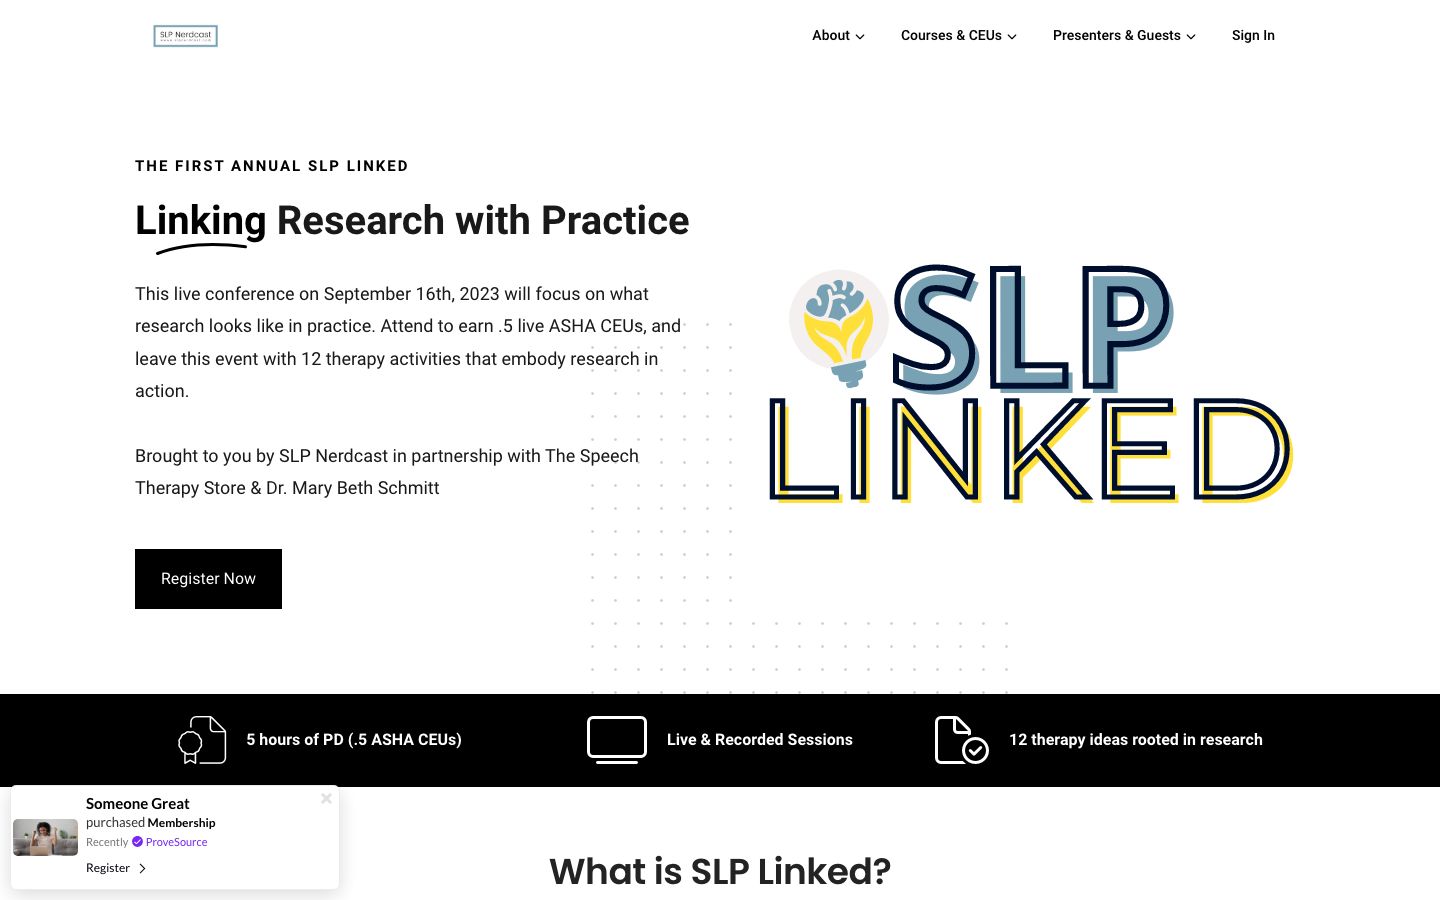 SLP Nerdcast
About
Courses & CEUs
Presenters & Guests
Sign In
THE FIRST ANNUAL SLP LINKED
Linking Research with Practice
This live conference on September 16th, 2023 will focus on what
research looks like in practice. Attend to earn .5 live ASHA CEUs, and
leave this event with 12 therapy activities that embody research in
action.
Brought to you by SLP Nerdcast in partnership with The Speech
Therapy Store & Dr. Mary Beth Schmitt
Register Now
SLP
LINKED
5 hours of PD (.5 ASHA CEUs)
Live & Recorded Sessions
12 therapy ideas rooted in research
Someone Great
purchased Membership
Recently ProveSource
Register
What is SLP Linked?